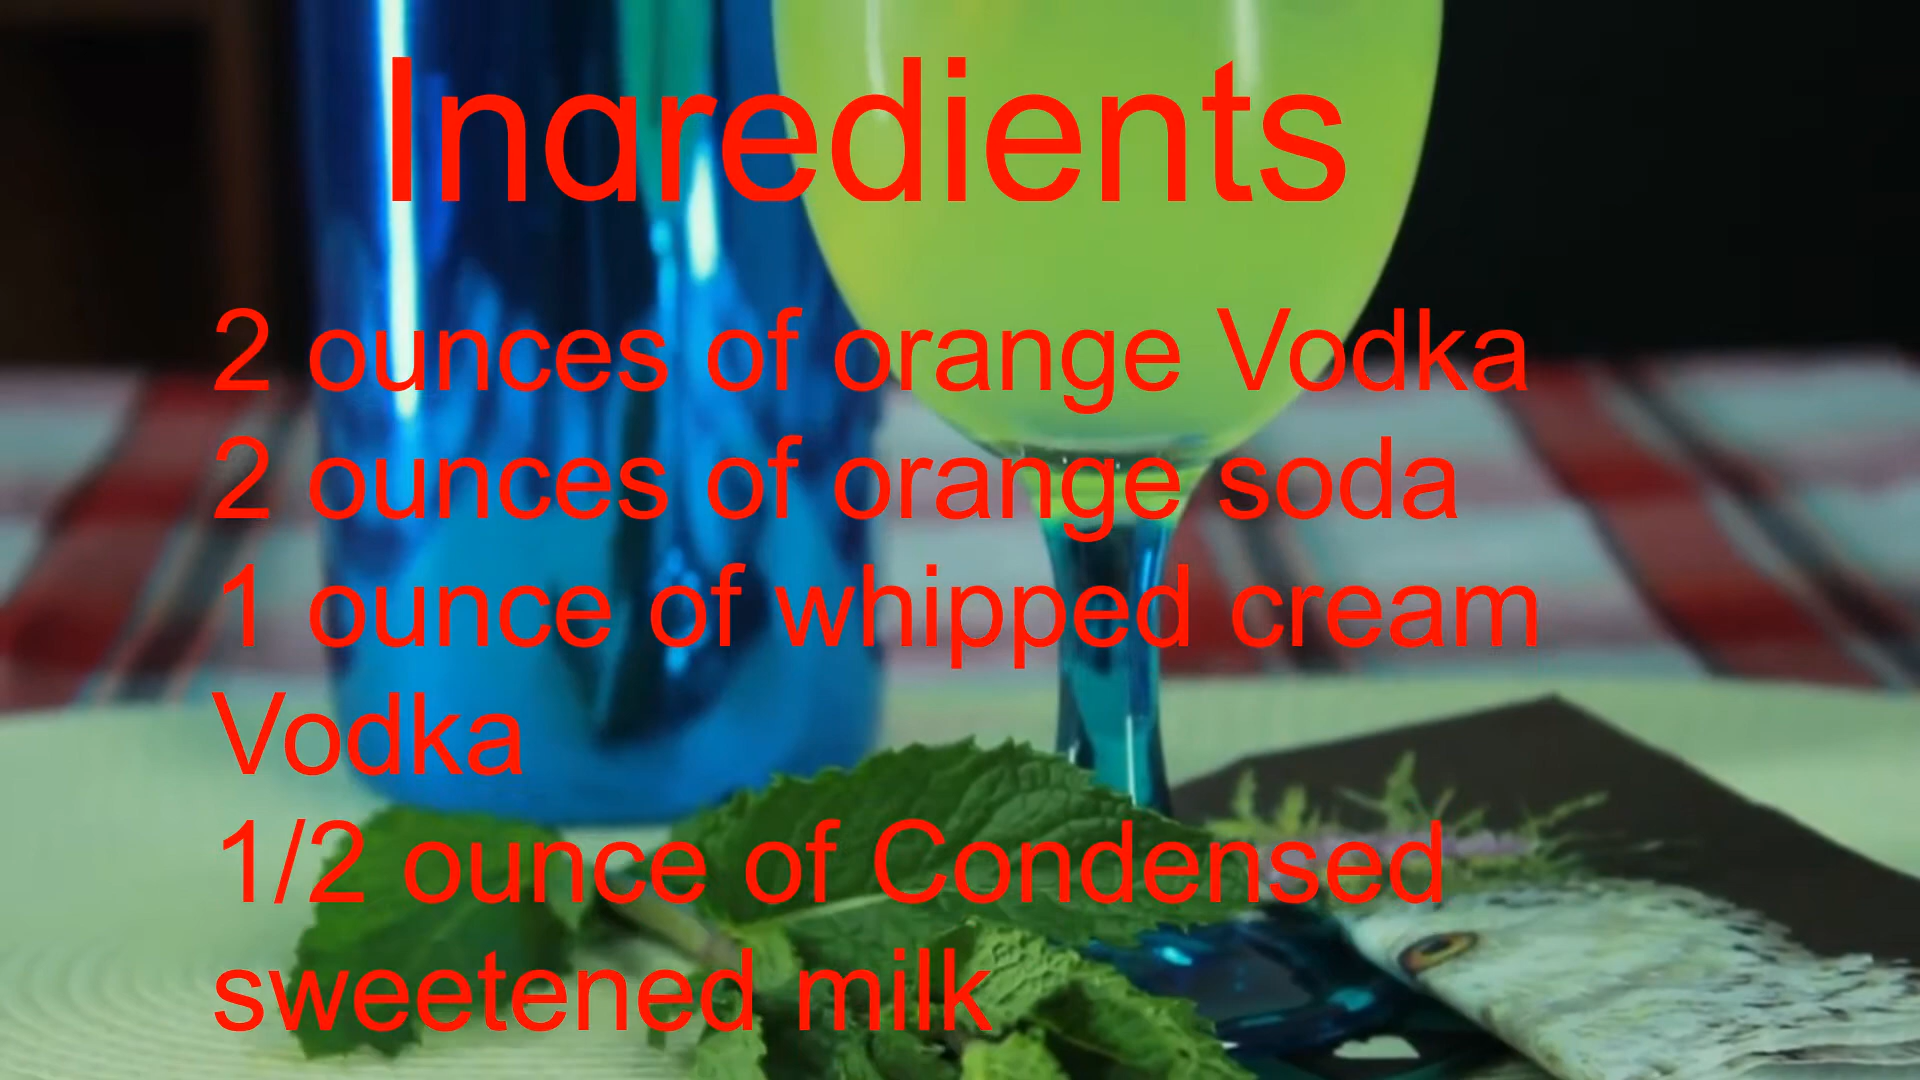 Ingredients
2 ounces of orange Vodka
2 ounces of orange soda
1 ounce of whipped cream
Vodka
1/2 ounce of Condensed
sweetened milk